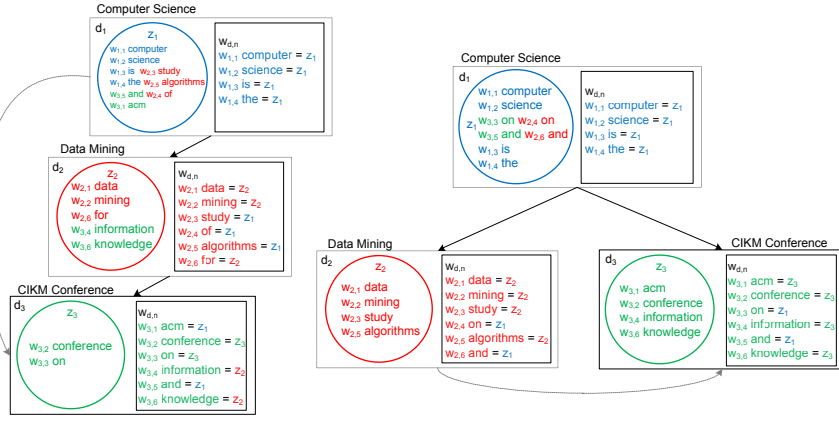 Computer Science
d1
z1
w1,1 computer
w1,2 science
w1,3 is w2,3 study
w1,4 the w2,5 algorithms
w3,5 and w2,4 of
w3,1 acm
wd,n
w1,1 computer = z1
w1,2 science = z1
w1,3 is = z1
w1,4 the = z1
Data Mining
d2
z2
w2,1 data
w2,2 mining
w2,6 for
w3,4 information
w3,6 knowledge
wd,n
w2,1 data = z2
w2,2 mining = z2
w2,3 study = z1
w2,4 of = z1
w2,5 algorithms = z1
w2,6 for = z2
CIKM Conference
d3
z3
w3,2 conference
w3,3 on
wd,n
w3,1 acm = z1
w3,2 conference = z3
w3,3 on = z3
w3,4 information = z2
w3,5 and = z1
w3,6 knowledge = z2
Computer Science
d1
w1,1 computer
w1,2 science
z1 w3,3 on w2,4 on
w3,5 and w2,6 and
w1,3 is
w1,4 the
wd,n
w1,1 computer = z1
w1,2 science = z1
w1,3 is = z1
w1,4 the = z1
Data Mining
d2
z2
w2,1 data
w2,2 mining
w2,3 study
w2,5 algorithms
wd,n
w2,1 data = z2
w2,2 mining = z2
w2,3 study = z2
w2,4 on = z1
w2,5 algorithms = z2
w2,6 and = z1
CIKM Conference
d3
z3
w3,1 acm
w3,2 conference
w3,4 information
w3,6 knowledge
wd,n
w3,1 acm = z3
w3,2 conference = z3
w3,3 on = z1
w3,4 information = z3
w3,5 and = z1
w3,6 knowledge = z3